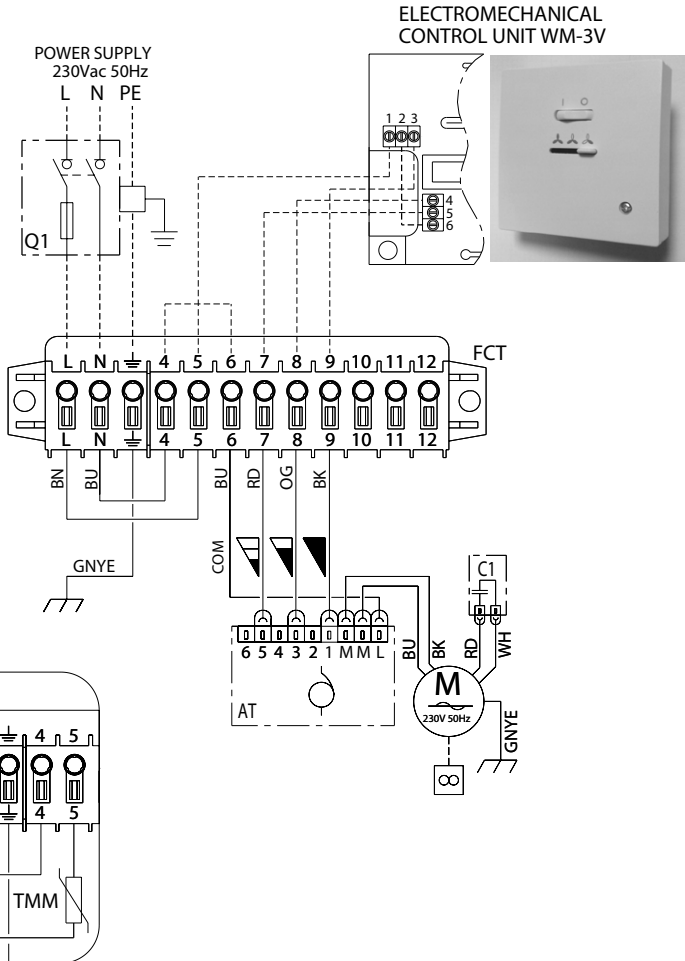 ELECTROMECHANICAL
CONTROL UNIT WM-3V
POWER SUPPLY
230Vac 50Hz
L N PE
1 2 3
4
5
6
I O
Q1
FCT
L N 4 5 6 7 8 9 10 11 12
L N 4 5 6 7 8 9 10 11 12
BN
BU
BU
RD
OG
BK
GNYE
COM
C1
6 5 4 3 2 1 M M L
AT
BU
BK
RD
WH
M
230V 50Hz
GNYE
4 5
4 5
TMM